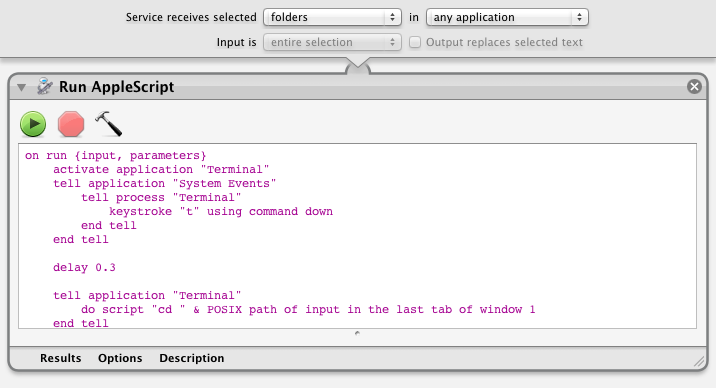 Service receives selected folders in any application
Input is entire selection Output replaces selected text
Run AppleScript
on run {input, parameters}
    activate application "Terminal"
    tell application "System Events"
        tell process "Terminal"
            keystroke "t" using command down
        end tell
    end tell

    delay 0.3

    tell application "Terminal"
        do script "cd " & POSIX path of input in the last tab of window 1
    end tell
Results Options Description